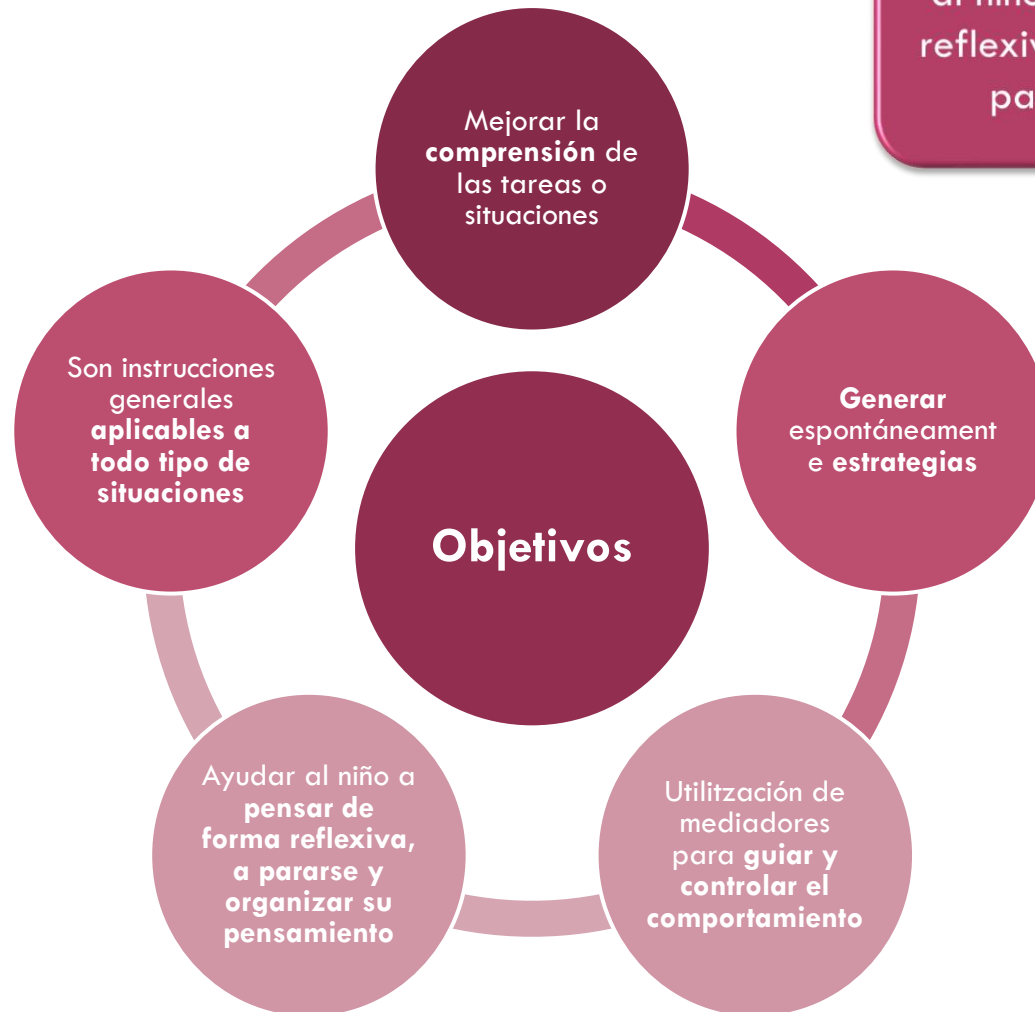 reflexiv
pa
Mejorar la
comprensión de
las tareas o
situaciones
Generar
espontáneament
e estrategias
Utilitzación de
mediadores
para guiar y
controlar el
comportamiento
Ayudar al niño a
pensar de
forma reflexiva,
a pararse y
organizar su
pensamiento
Son instrucciones
generales
aplicables a
todo tipo de
situaciones
Objetivos